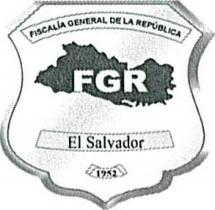 FISCALÍA GENERAL DE LA REPÚBLICA
FGR
El Salvador
1952